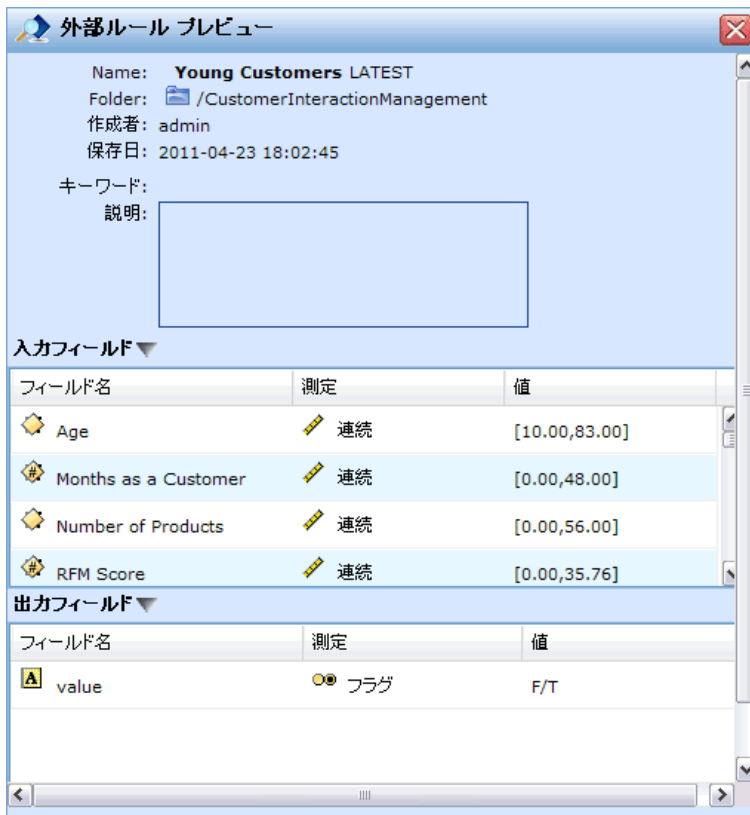 外部ルール プレビュー
Name: Young Customers LATEST
Folder: /CustomerInteractionManagement
作成者: admin
保存日: 2011-04-23 18:02:45
キーワード:
説明:
入力フィールド
フィールド名 測定 値
Age 連続 [10.00,83.00]
Months as a Customer 連続 [0.00,48.00]
Number of Products 連続 [0.00,56.00]
RFM Score 連続 [0.00,35.76]
出力フィールド
フィールド名 測定 値
value フラグ F/T